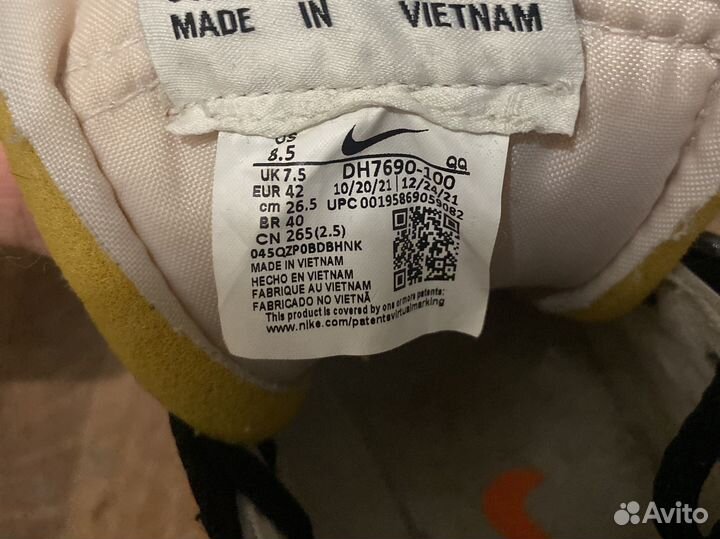 MADE IN VIETNAM
US 8.5
UK 7.5
EUR 42
cm 26.5
BR 40
CN 265(2.5)
DH7690-100 QQ
10/20/21 12/24/21
UPC 00195869059082
045QZP0BDBHNK
MADE IN VIETNAM
HECHO EN VIETNAM
FABRIQUE AU VIETNAM
FABRICADO NO VIETNÃ
This product is covered by one or more patents:
www.nike.com/patentsvirtualmarking
Avito